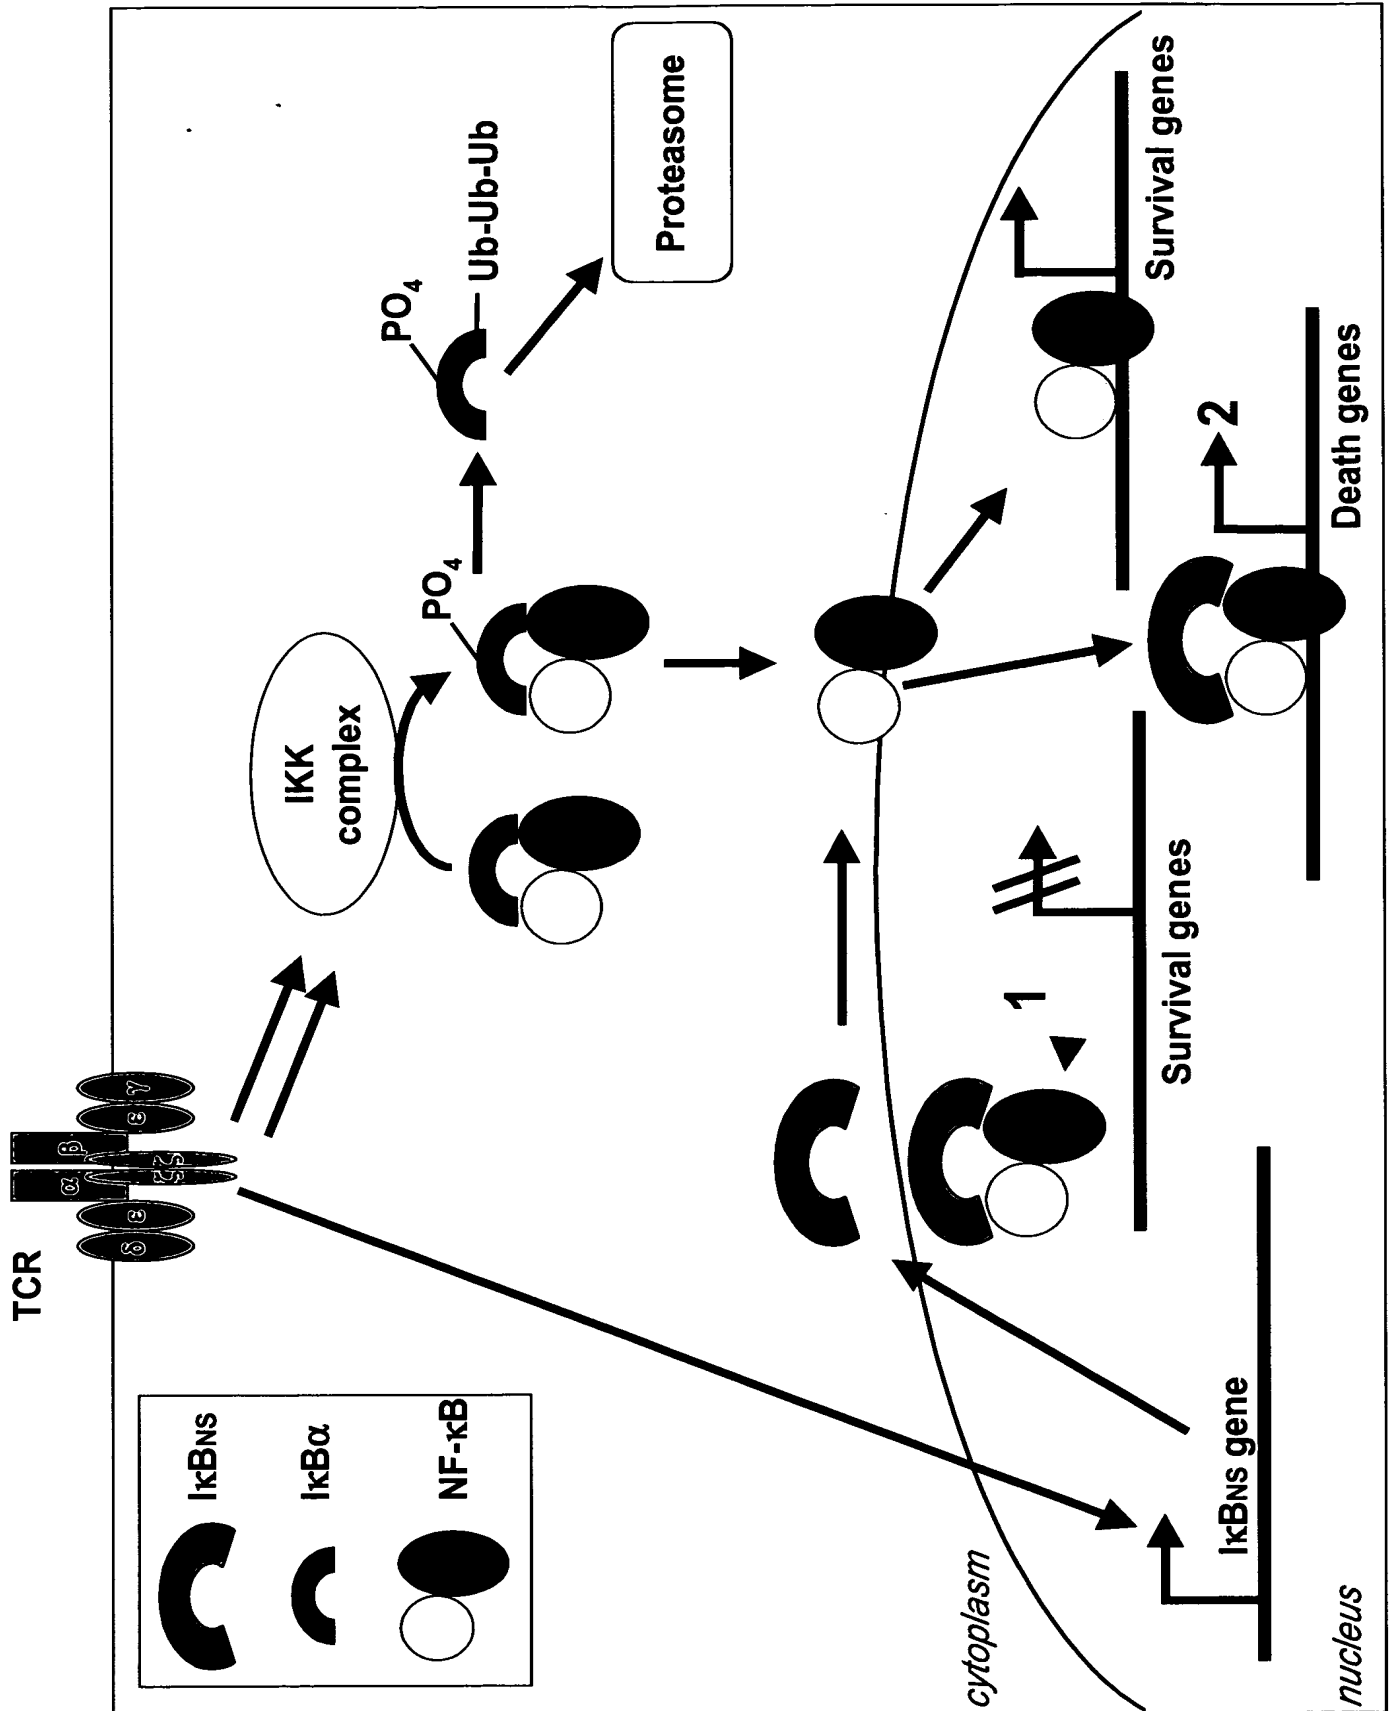 TCR
α
β
δ
ε
ζ
ζ
ε
γ
IκBNS
IκBα
NF-κB
IKK
complex
PO4
PO4
Ub-Ub-Ub
Proteasome
cytoplasm
nucleus
IκBNS gene
1
Survival genes
2
Death genes
Survival genes